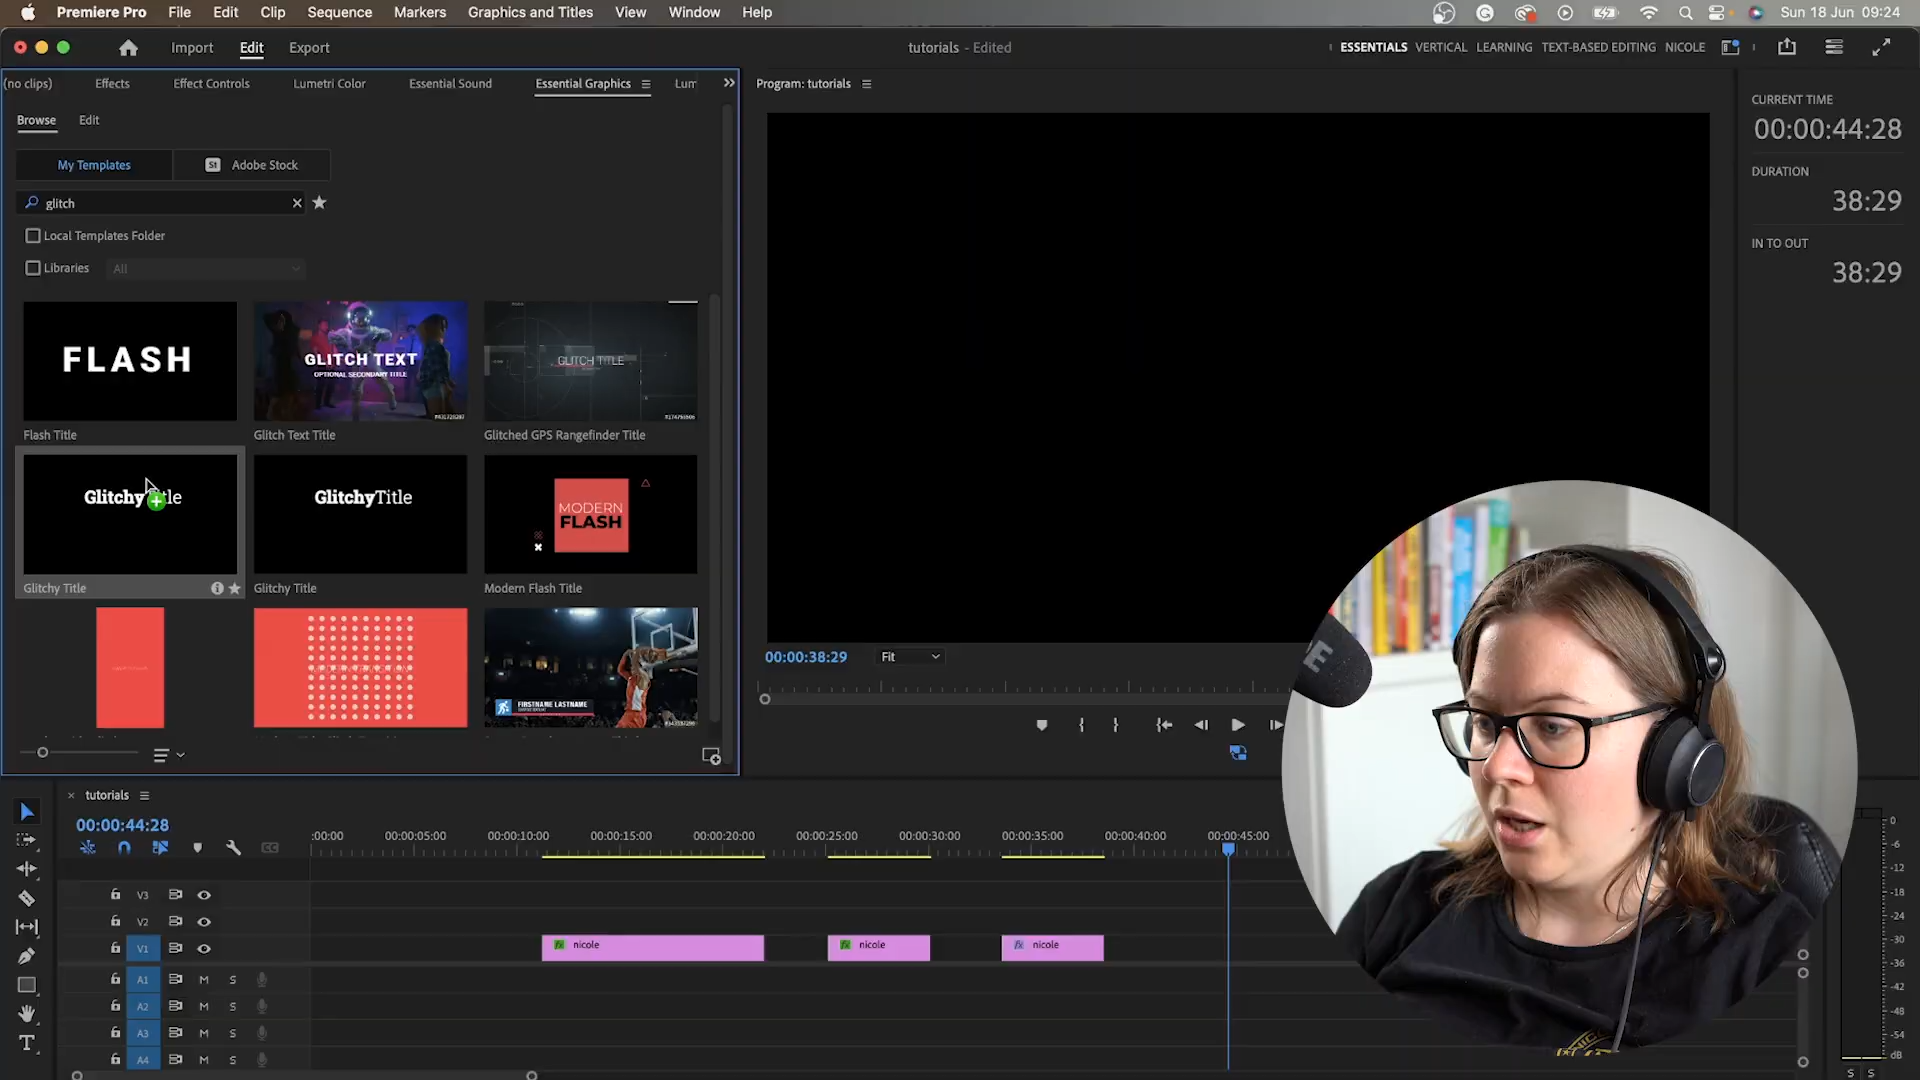 Premiere Pro File Edit Clip Sequence Markers Graphics and Titles View Window Help Sun 18 Jun 09:24
Import Edit Export tutorials - Edited ESSENTIALS VERTICAL LEARNING TEXT-BASED EDITING NICOLE
(no clips) Effects Effect Controls Lumetri Color Essential Sound Essential Graphics Lum
Program: tutorials
Browse Edit
My Templates St Adobe Stock
glitch
Local Templates Folder
Libraries All
FLASH
GLITCH TEXT
OPTIONAL SECONDARY TITLE
GLITCH TITLE
Flash Title Glitch Text Title Glitched GPS Rangefinder Title
Glitchy tle
GlitchyTitle
MODERN
FLASH
Glitchy Title Glitchy Title Modern Flash Title
FIRSTNAME LASTNAME
CURRENT TIME
00:00:44:28
DURATION
38:29
IN TO OUT
38:29
00:00:38:29 Fit
E
tutorials
00:00:44:28
:00:00 00:00:05:00 00:00:10:00 00:00:15:00 00:00:20:00 00:00:25:00 00:00:30:00 00:00:35:00 00:00:40:00 00:00:45:00
CC
V3
V2
V1 fx nicole fx nicole fx nicole
A1 M S
A2 M S
A3 M S
A4 M S
T
0
-6
-12
-18
-24
-30
-36
-42
-48
-54
dB
S S